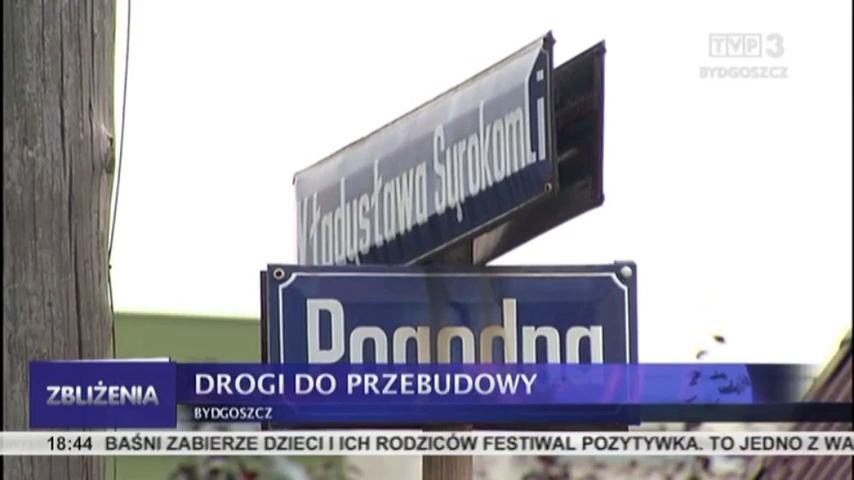 TVP3
BYDGOSZCZ
Władysława Syrokomli
Pogodna
ZBLIŻENIA
DROGI DO PRZEBUDOWY
BYDGOSZCZ
18:44 BAŚNI ZABIERZE DZIECI I ICH RODZICÓW FESTIWAL POZYTYWKA. TO JEDNO Z WA